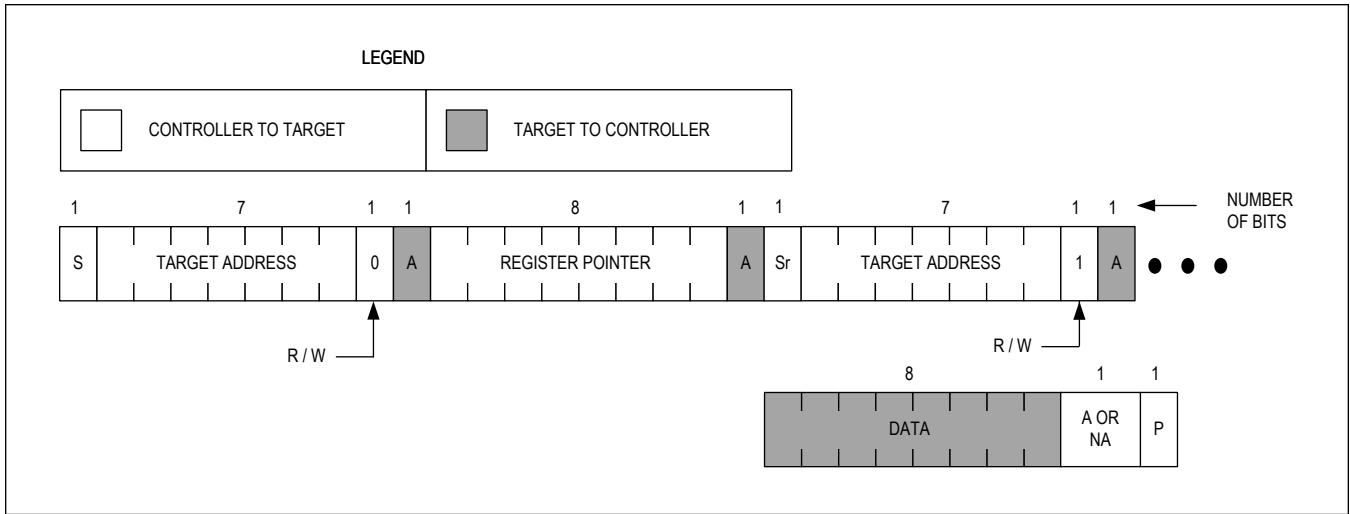 LEGEND
CONTROLLER TO TARGET
TARGET TO CONTROLLER
1 7 1 1 8 1 1 7 1 1
NUMBER
OF BITS
S TARGET ADDRESS 0 A REGISTER POINTER A Sr TARGET ADDRESS 1 A
R / W
R / W
8 1 1
DATA
A OR
NA
P